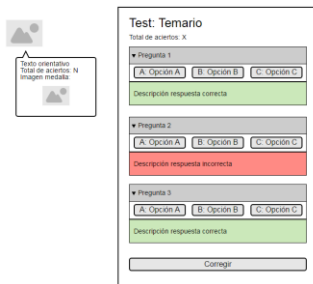 Texto orientativo
Total de aciertos: N
Imagen medalla:
Test: Temario
Total de aciertos: X
▾ Pregunta 1
A: Opción A B: Opción B C: Opción C
Descripción respuesta correcta
▾ Pregunta 2
A: Opción A B: Opción B C: Opción C
Descripción respuesta incorrecta
▾ Pregunta 3
A: Opción A B: Opción B C: Opción C
Descripción respuesta correcta
Corregir